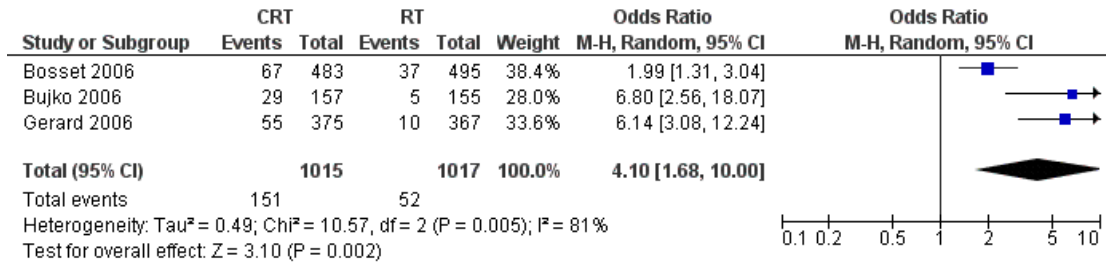 CRT RT Odds Ratio Odds Ratio
Study or Subgroup Events Total Events Total Weight M-H, Random, 95% CI M-H, Random, 95% CI
Bosset 2006 67 483 37 495 38.4% 1.99 [1.31, 3.04]
Bujko 2006 29 157 5 155 28.0% 6.80 [2.56, 18.07]
Gerard 2006 55 375 10 367 33.6% 6.14 [3.08, 12.24]
Total (95% CI) 1015 1017 100.0% 4.10 [1.68, 10.00]
Total events 151 52
Heterogeneity: Tau² = 0.49; Chi² = 10.57, df = 2 (P = 0.005); I² = 81%
Test for overall effect: Z = 3.10 (P = 0.002)
0.1 0.2 0.5 1 2 5 10